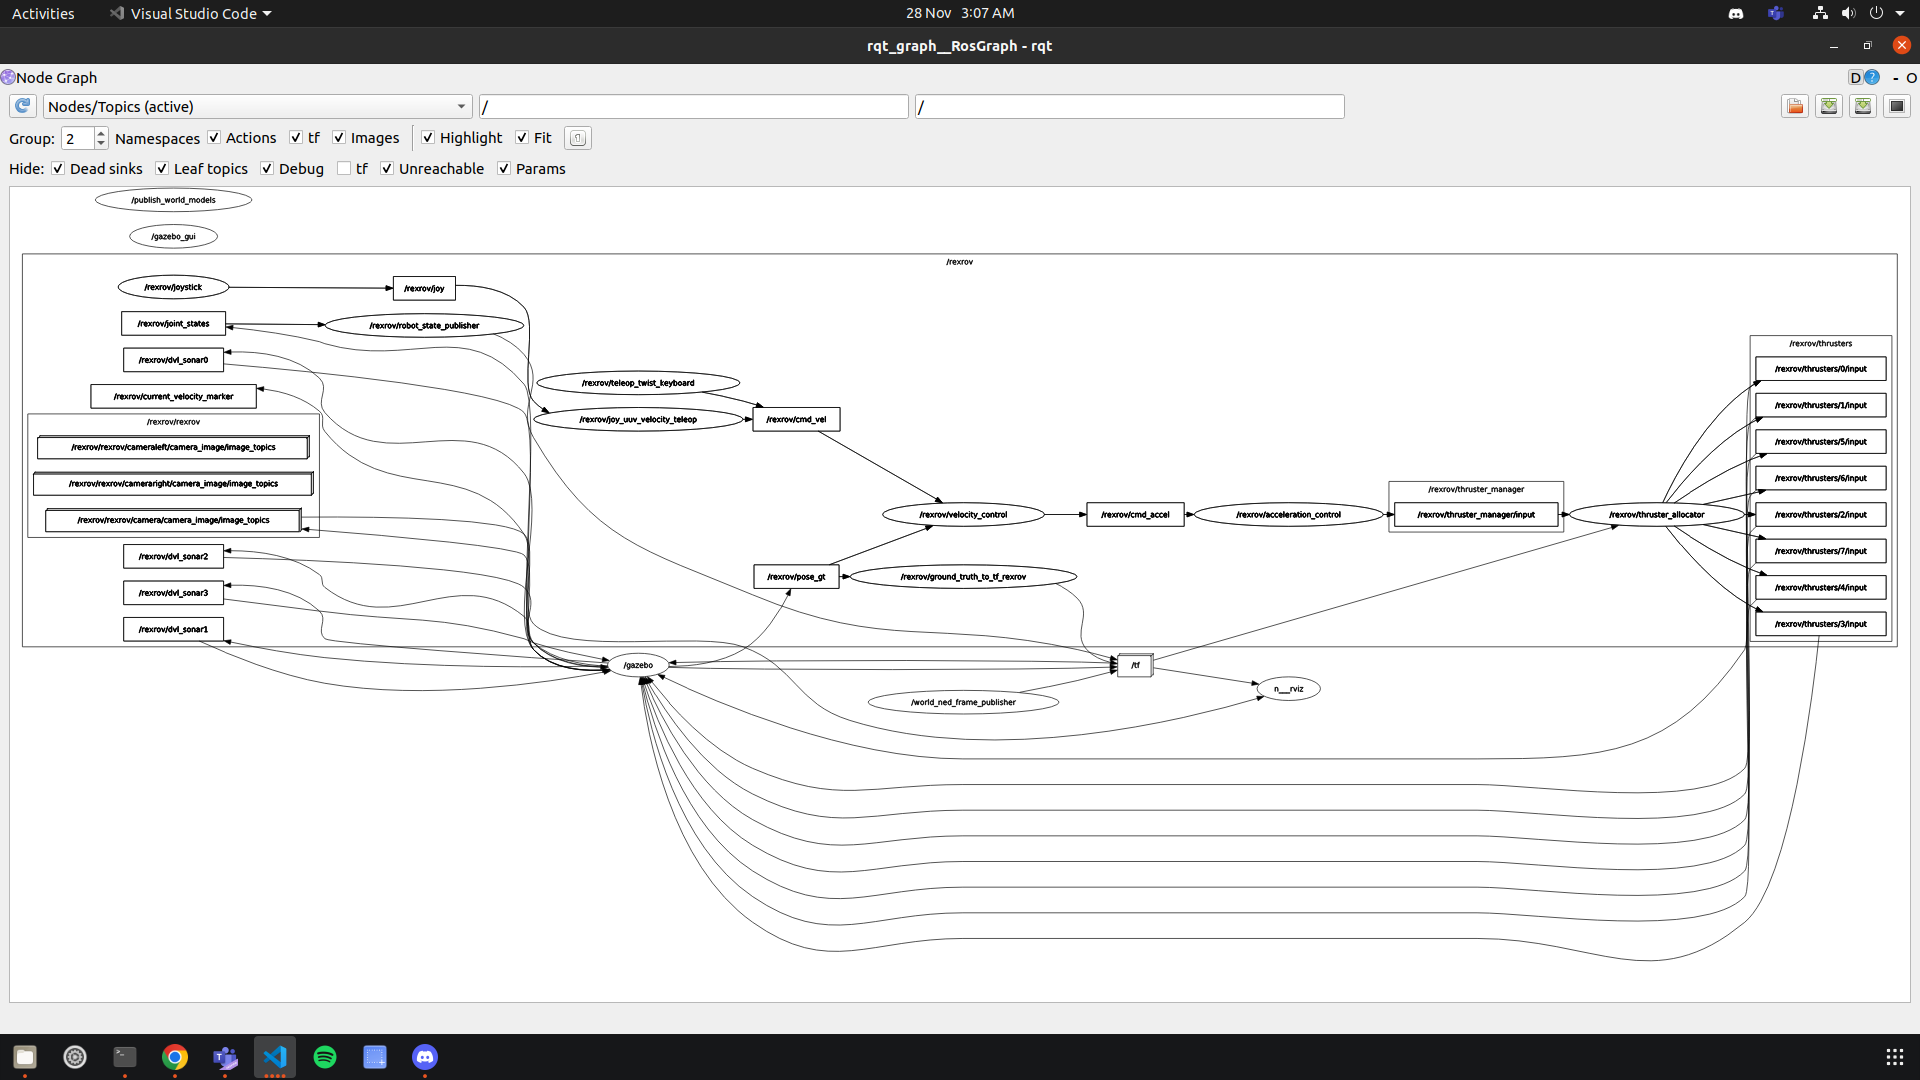 Activities
Visual Studio Code
28 Nov 3:07 AM
rqt_graph__RosGraph - rqt
Node Graph
D
?
- O
Nodes/Topics (active)
/
/
Group: 2 Namespaces Actions tf Images Highlight Fit
Hide: Dead sinks Leaf topics Debug tf Unreachable Params
/publish_world_models
/gazebo_gui
/rexrov
/rexrov/joystick
/rexrov/joy
/rexrov/joint_states
/rexrov/robot_state_publisher
/rexrov/dvl_sonar0
/rexrov/current_velocity_marker
/rexrov/rexrov
/rexrov/rexrov/cameraleft/camera_image/image_topics
/rexrov/rexrov/cameraright/camera_image/image_topics
/rexrov/rexrov/camera/camera_image/image_topics
/rexrov/dvl_sonar2
/rexrov/dvl_sonar3
/rexrov/dvl_sonar1
/rexrov/teleop_twist_keyboard
/rexrov/joy_uuv_velocity_teleop
/rexrov/cmd_vel
/rexrov/velocity_control
/rexrov/cmd_accel
/rexrov/acceleration_control
/rexrov/thruster_manager
/rexrov/thruster_manager/input
/rexrov/thruster_allocator
/rexrov/pose_gt
/rexrov/ground_truth_to_tf_rexrov
/gazebo
/tf
/world_ned_frame_publisher
n__rviz
/rexrov/thrusters
/rexrov/thrusters/0/input
/rexrov/thrusters/1/input
/rexrov/thrusters/5/input
/rexrov/thrusters/6/input
/rexrov/thrusters/2/input
/rexrov/thrusters/7/input
/rexrov/thrusters/4/input
/rexrov/thrusters/3/input